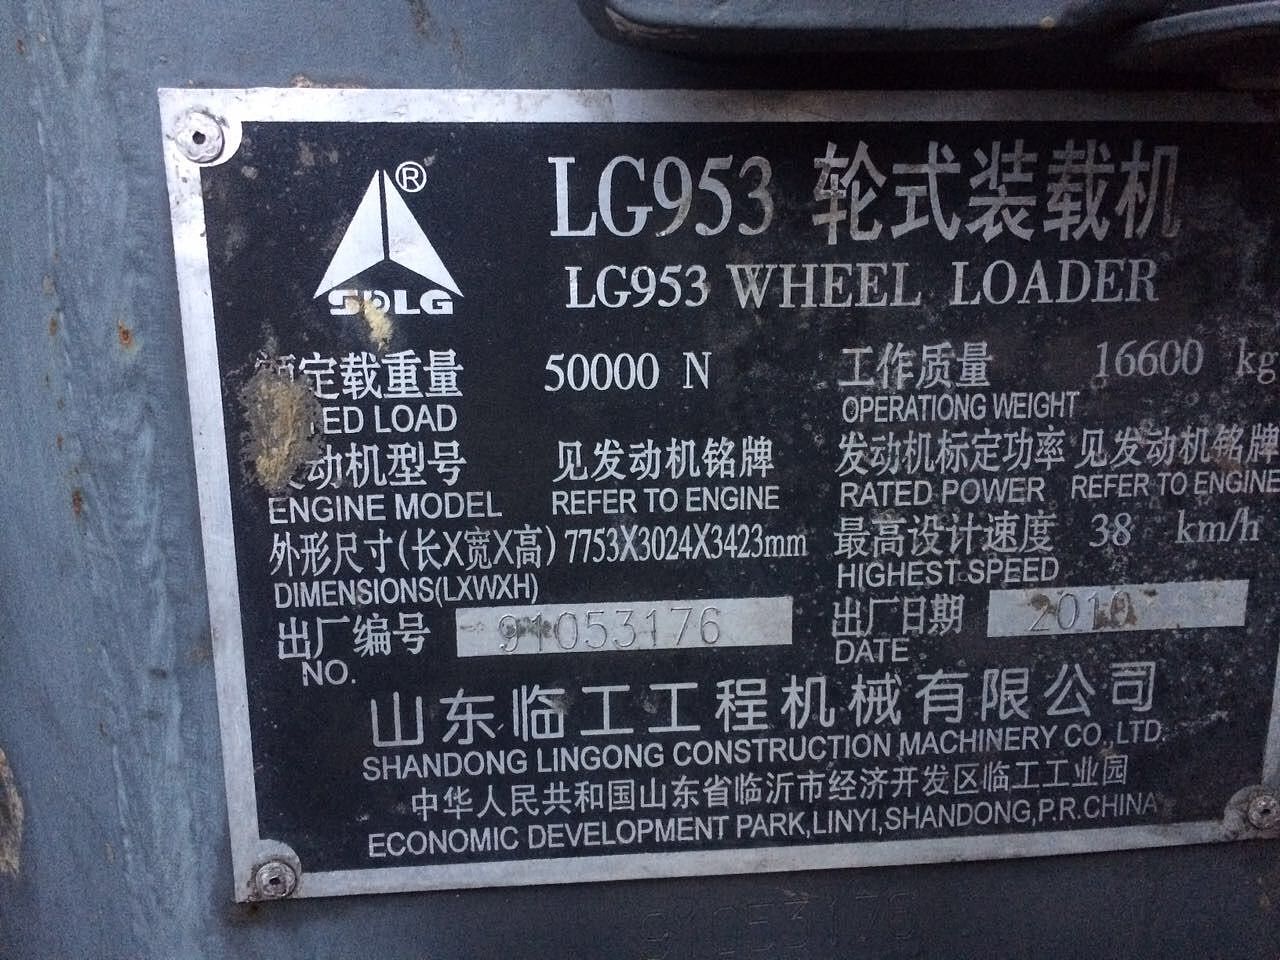 ®
SDLG
LG953 轮式装载机
LG953 WHEEL LOADER
额定载重量 50000 N 工作质量 16600 kg
RATED LOAD OPERATIONG WEIGHT
发动机型号 见发动机铭牌 发动机标定功率 见发动机铭牌
ENGINE MODEL REFER TO ENGINE RATED POWER REFER TO ENGINE
外形尺寸(长X宽X高) 7753X3024X3423mm 最高设计速度 38 km/h
DIMENSIONS(LXWXH) HIGHEST SPEED
出厂编号 91053176 出厂日期 2010
NO. DATE
山东临工工程机械有限公司
SHANDONG LINGONG CONSTRUCTION MACHINERY CO.,LTD.
中华人民共和国山东省临沂市经济开发区临工工业园
ECONOMIC DEVELOPMENT PARK,LINYI,SHANDONG,P.R.CHINA